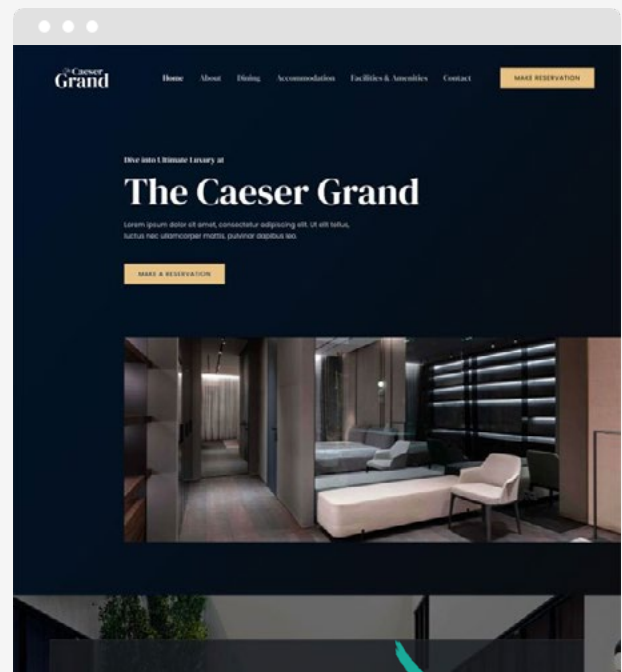 The Caeser
Grand
Home About Dining Accommodation Facilities & Amenities Contact
MAKE RESERVATION
Dive into Ultimate Luxury at
The Caeser Grand
Lorem ipsum dolor sit amet, consectetur adipiscing elit. Ut elit tellus,
luctus nec ullamcorper mattis, pulvinar dapibus leo.
MAKE A RESERVATION